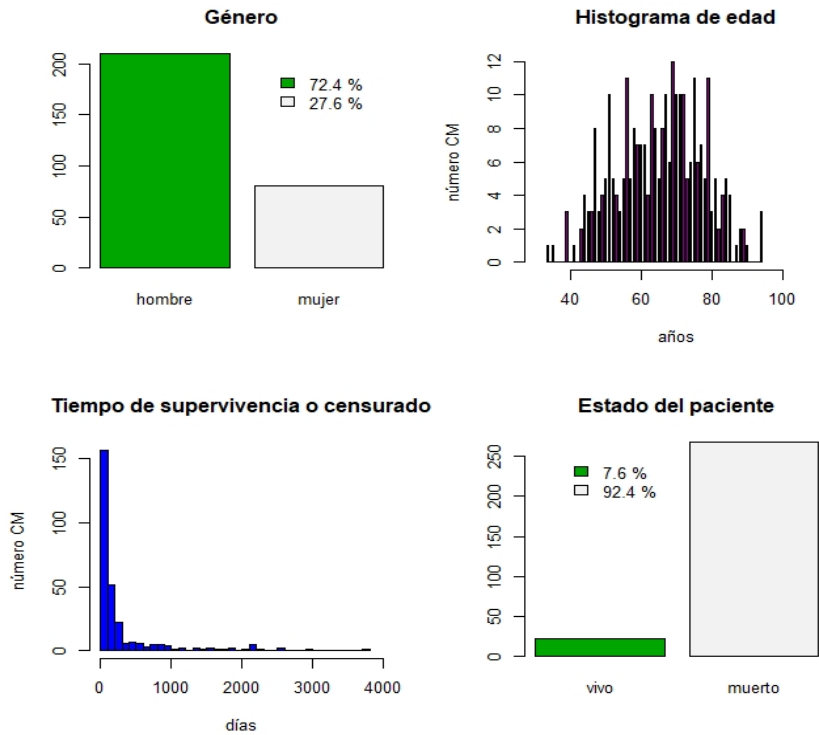 Género
200
150
100
50
0
72.4 %
27.6 %
hombre
mujer
Histograma de edad
número CM
12
10
8
6
4
2
0
40
60
80
100
años
Tiempo de supervivencia o censurado
número CM
150
100
50
0
0
1000
2000
3000
4000
días
Estado del paciente
250
200
150
100
50
0
7.6 %
92.4 %
vivo
muerto